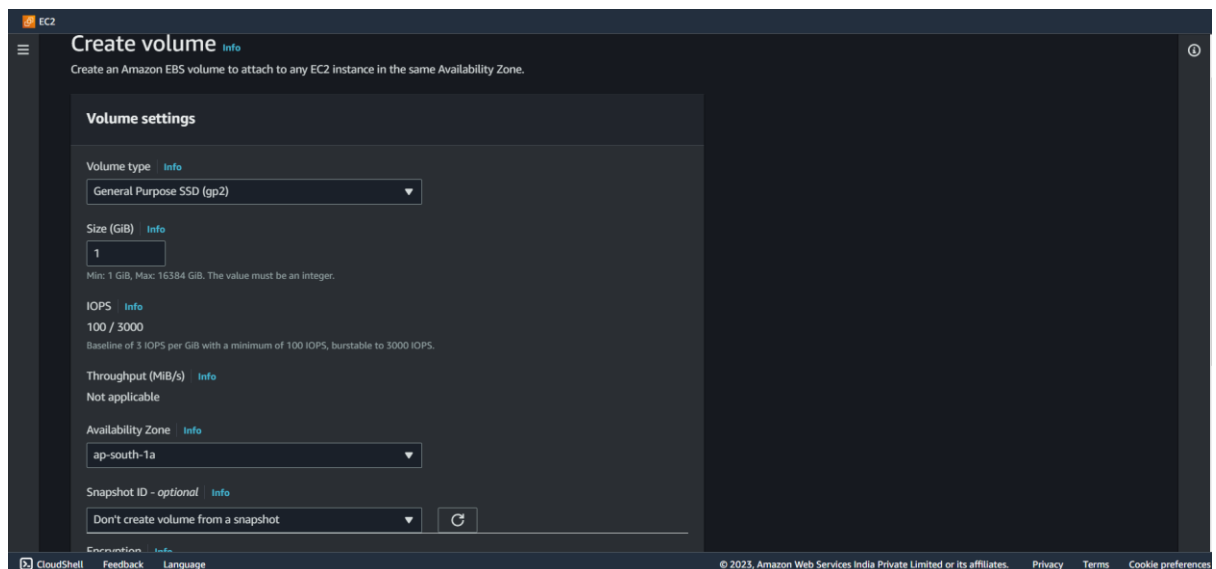 EC2
Create volume Info
Create an Amazon EBS volume to attach to any EC2 instance in the same Availability Zone.
Volume settings
Volume type Info
General Purpose SSD (gp2)
Size (GiB) Info
1
Min: 1 GiB, Max: 16384 GiB. The value must be an integer.
IOPS Info
100 / 3000
Baseline of 3 IOPS per GiB with a minimum of 100 IOPS, burstable to 3000 IOPS.
Throughput (MiB/s) Info
Not applicable
Availability Zone Info
ap-south-1a
Snapshot ID - optional Info
Don't create volume from a snapshot
Encryption Info
CloudShell Feedback Language © 2023, Amazon Web Services India Private Limited or its affiliates. Privacy Terms Cookie preferences